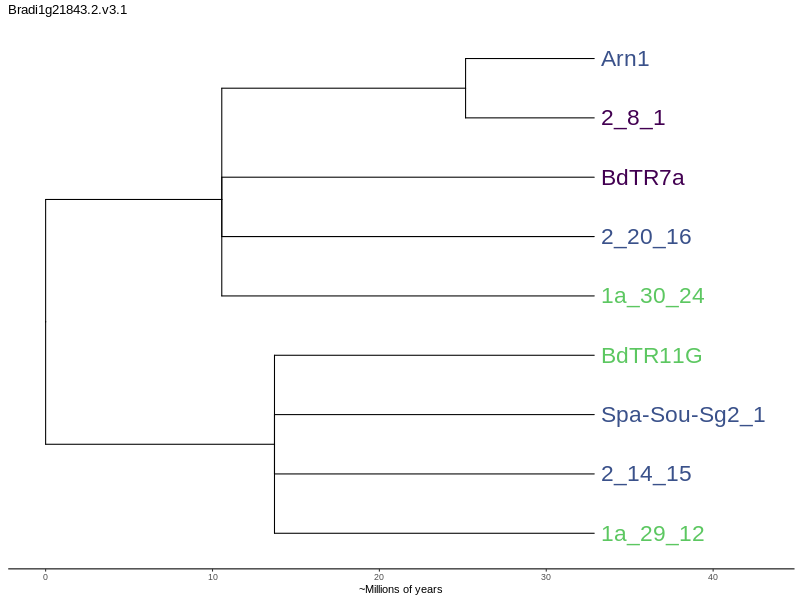 Bradi1g21843.2.v3.1
Arn1
2_8_1
BdTR7a
2_20_16
1a_30_24
BdTR11G
Spa-Sou-Sg2_1
2_14_15
1a_29_12
0 10 20 30 40
~Millions of years